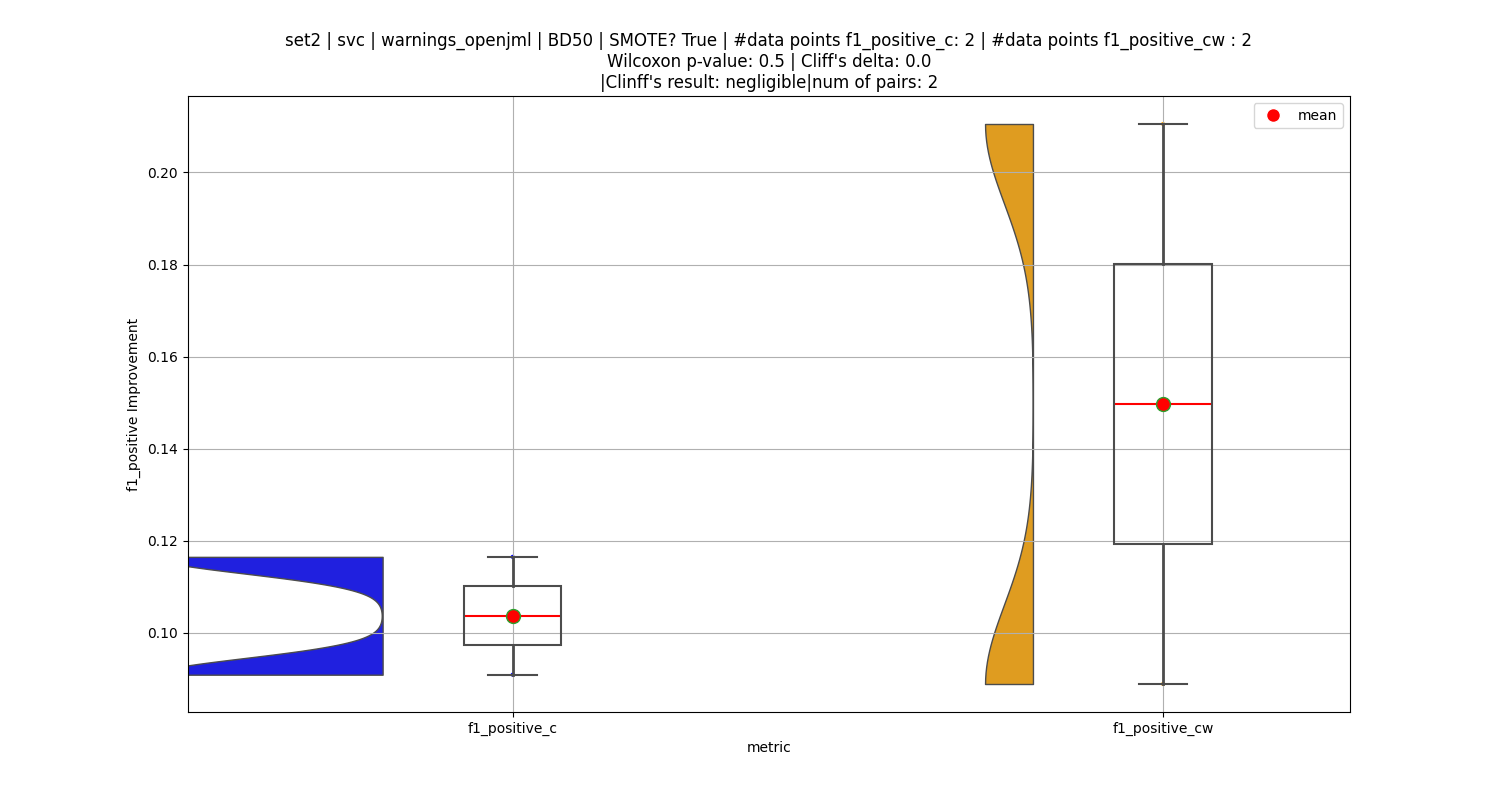 set2 | svc | warnings_openjml | BD50 | SMOTE? True | #data points f1_positive_c: 2 | #data points f1_positive_cw : 2
Wilcoxon p-value: 0.5 | Cliff's delta: 0.0
|Clinff's result: negligible|num of pairs: 2
mean
0.20
0.18
0.16
0.14
0.12
0.10
f1_positive Improvement
f1_positive_c
f1_positive_cw
metric